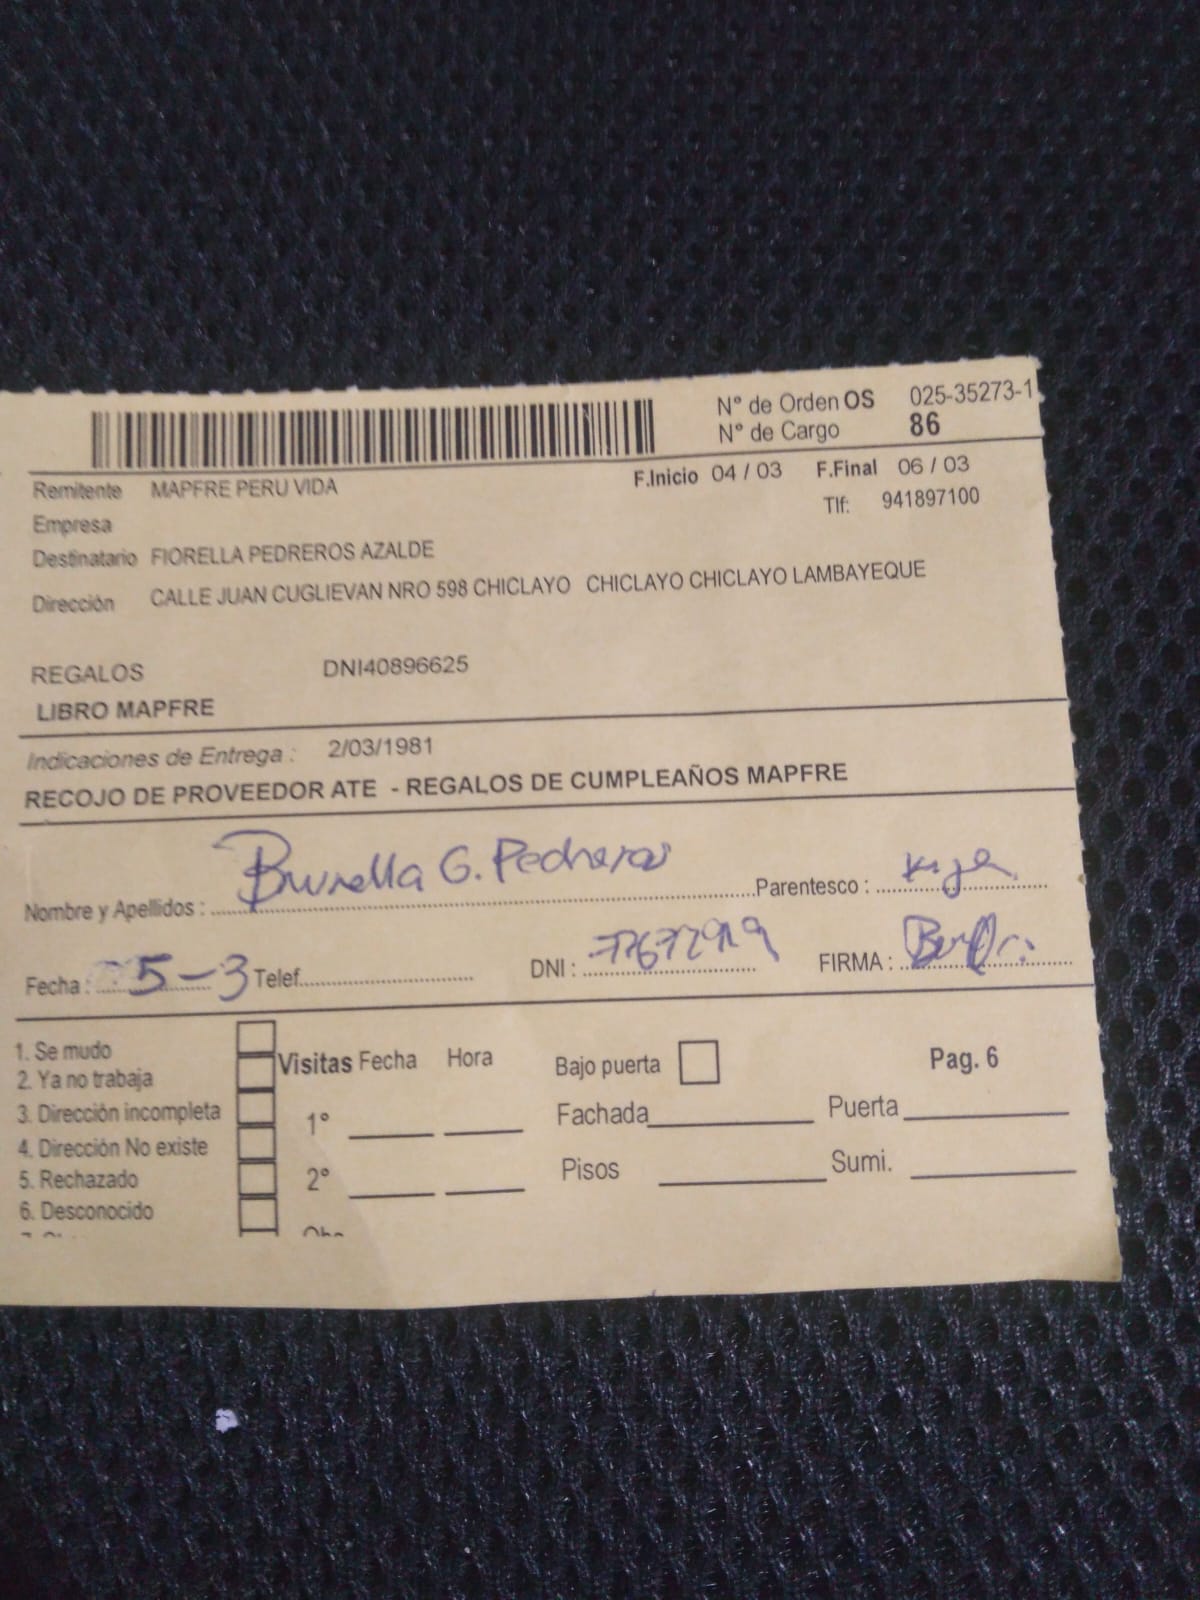 N° de Orden OS 025-35273-1
N° de Cargo 86
Remitente MAPFRE PERU VIDA F.Inicio 04 / 03 F.Final 06 / 03
Empresa Tlf: 941897100
Destinatario FIORELLA PEDREROS AZALDE
Dirección CALLE JUAN CUGLIEVAN NRO 598 CHICLAYO CHICLAYO CHICLAYO LAMBAYEQUE
REGALOS DNI40896625
LIBRO MAPFRE
Indicaciones de Entrega : 2/03/1981
RECOJO DE PROVEEDOR ATE - REGALOS DE CUMPLEAÑOS MAPFRE
Nombre y Apellidos : Brunella G. Pedreros Parentesco :
Fecha : 5-3 Telef. DNI : FIRMA :
1. Se mudo
2. Ya no trabaja
3. Dirección incompleta
4. Dirección No existe
5. Rechazado
6. Desconocido
Visitas Fecha Hora
1°
2°
Bajo puerta Pag. 6
Fachada Puerta
Pisos Sumi.